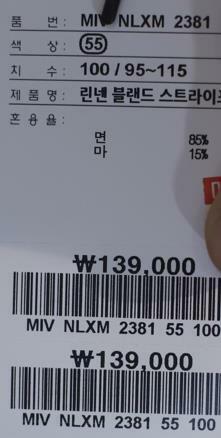 품 번 : MIV NLXM 2381
색 상 : 55
치 수 : 100 / 95~115
제 품 명 : 린넨 블랜드 스트라이프
혼 용 율 :
면 85%
마 15%
₩139,000
MIV NLXM 2381 55 100
₩139,000
MIV NLXM 2381 55 100